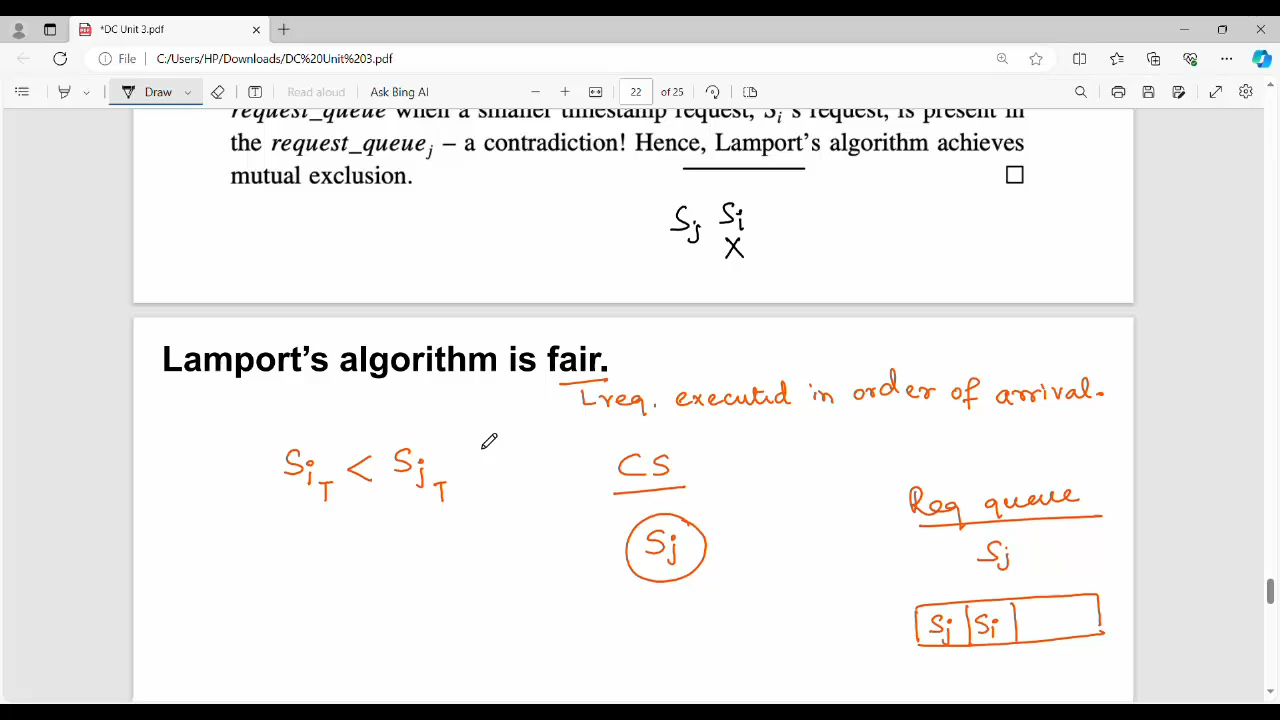 *DC Unit 3.pdf
File C:/Users/HP/Downloads/DC%20Unit%203.pdf
Draw Read aloud Ask Bing AI 22 of 25
request_queue when a smaller timestamp request, Si's request, is present in
the request_queuej – a contradiction! Hence, Lamport's algorithm achieves
mutual exclusion.
Sj Si
X
Lamport's algorithm is fair.
req. executed in order of arrival.
SiT < SjT
CS
Sj
Req queue
Sj
Sj Si